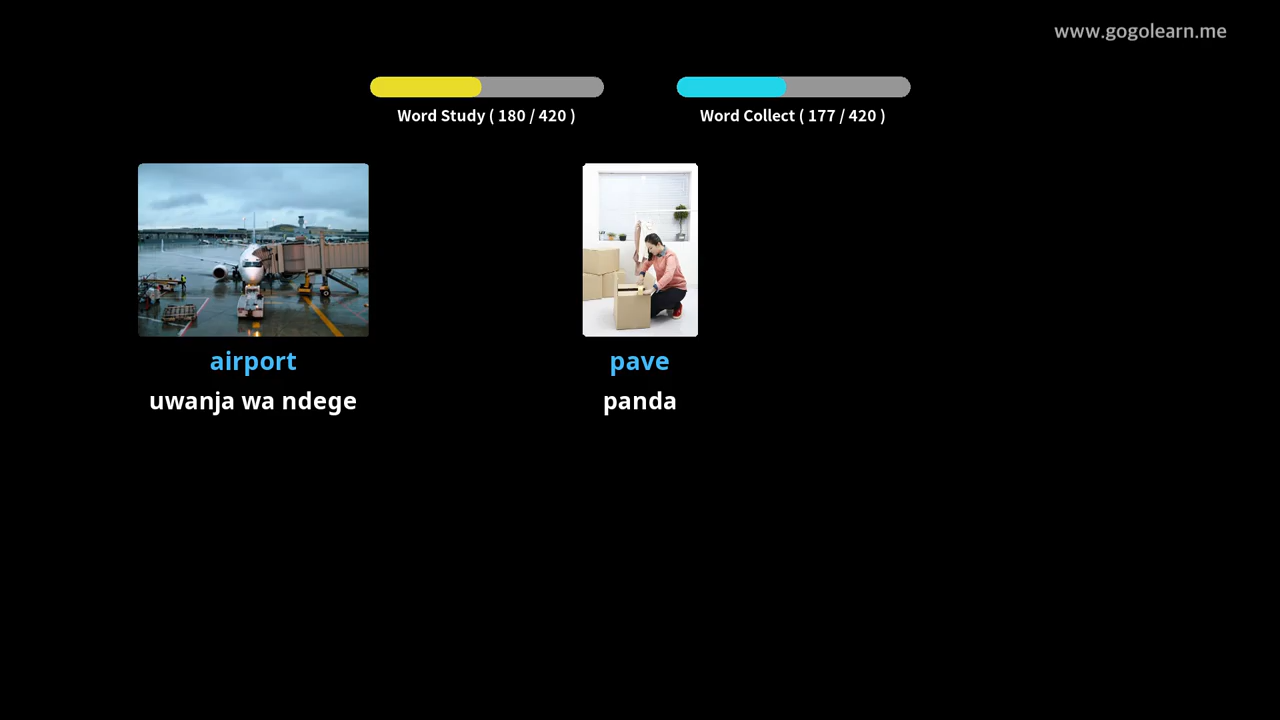 www.gogolearn.me
Word Study ( 180 / 420 )
Word Collect ( 177 / 420 )
airport
uwanja wa ndege
pave
panda